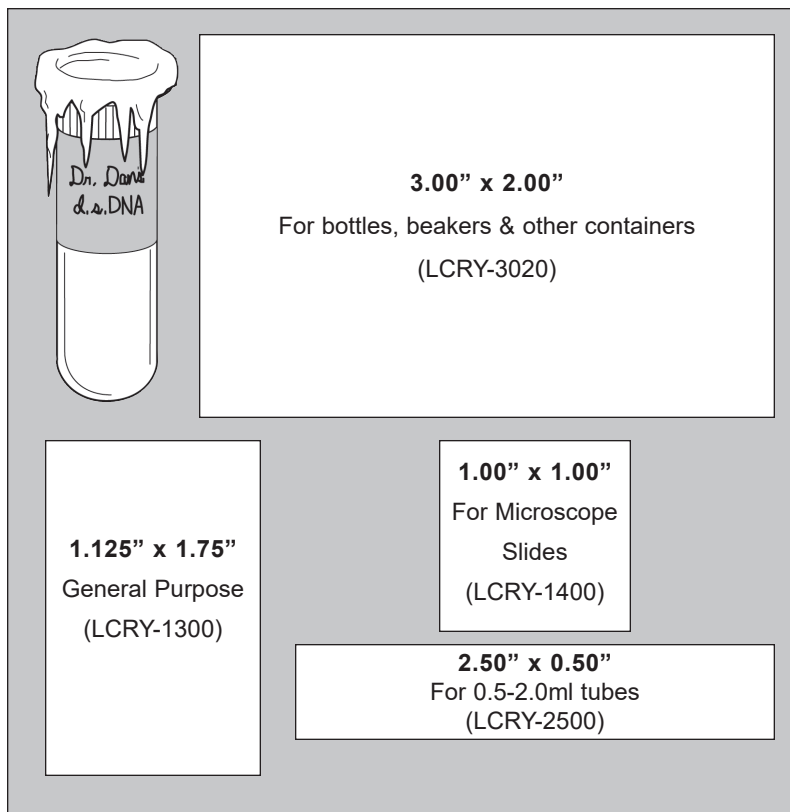 Dr. Davis
d.s.DNA
3.00” x 2.00”
For bottles, beakers & other containers
(LCRY-3020)
1.125” x 1.75”
General Purpose
(LCRY-1300)
1.00” x 1.00”
For Microscope
Slides
(LCRY-1400)
2.50” x 0.50”
For 0.5-2.0ml tubes
(LCRY-2500)